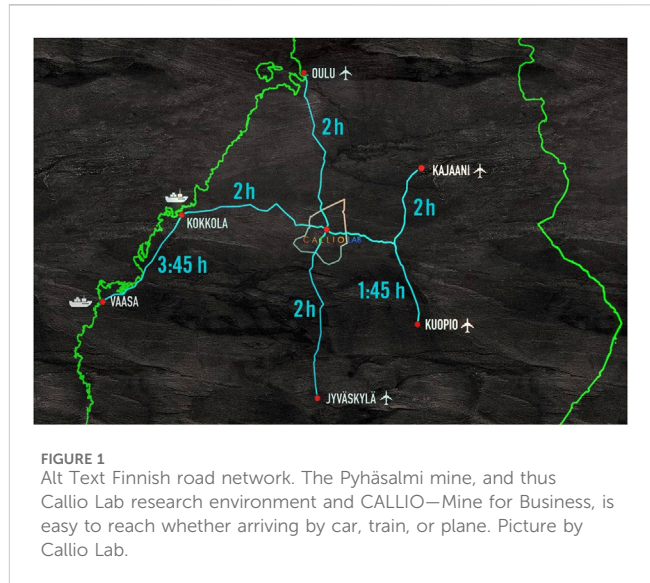 OULU
2h
KAJAANI
2h
2h
KOKKOLA
CALLIO LAB
3:45 h
1:45 h
VAASA
2h
KUOPIO
JYVÄSKYLÄ
FIGURE 1
Alt Text Finnish road network. The Pyhäsalmi mine, and thus
Callio Lab research environment and CALLIO—Mine for Business, is
easy to reach whether arriving by car, train, or plane. Picture by
Callio Lab.